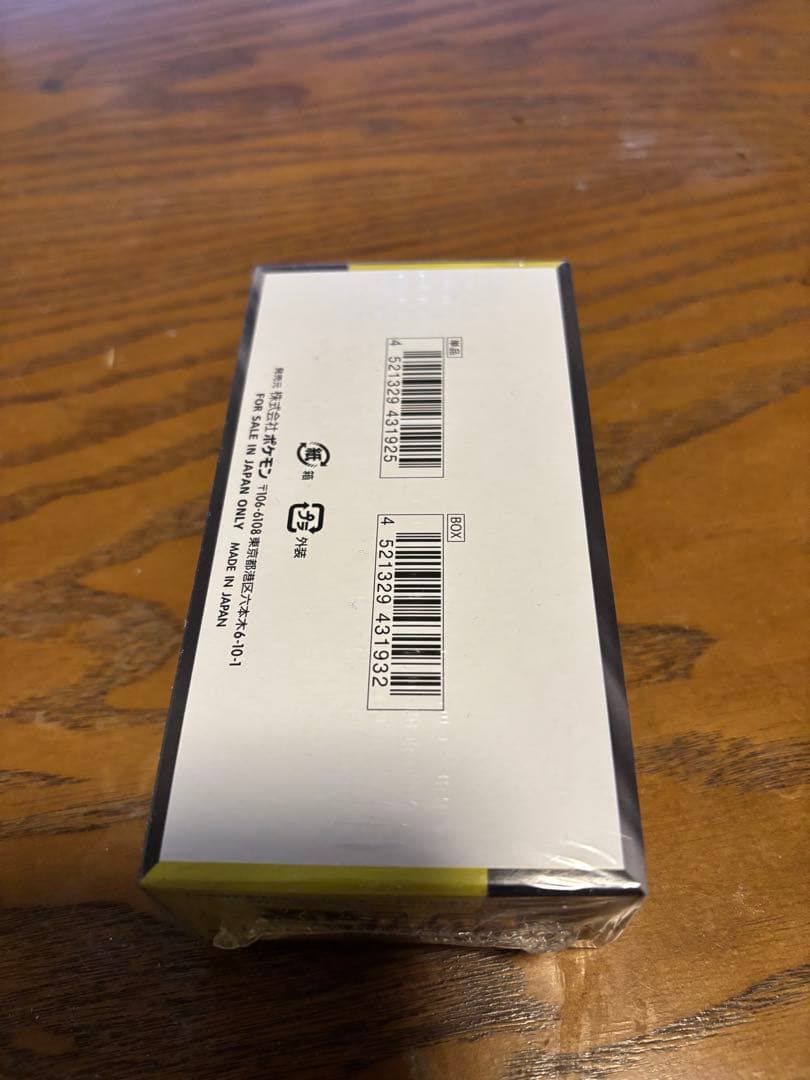 単品
4 521329 431925
BOX
4 521329 431932
紙 箱
プラ 外装
発売元 株式会社 ポケモン 〒106-6108 東京都港区六本木6-10-1
FOR SALE IN JAPAN ONLY MADE IN JAPAN